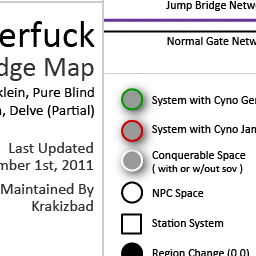 erfuck
dge Map
klein, Pure Blind
, Delve (Partial)
Last Updated
mber 1st, 2011
Maintained By
Krakizbad
Jump Bridge Netw
Normal Gate Netw
System with Cyno Ger
System with Cyno Jam
Conquerable Space
( with or w/out sov )
NPC Space
Station System
Region Change (0.0)